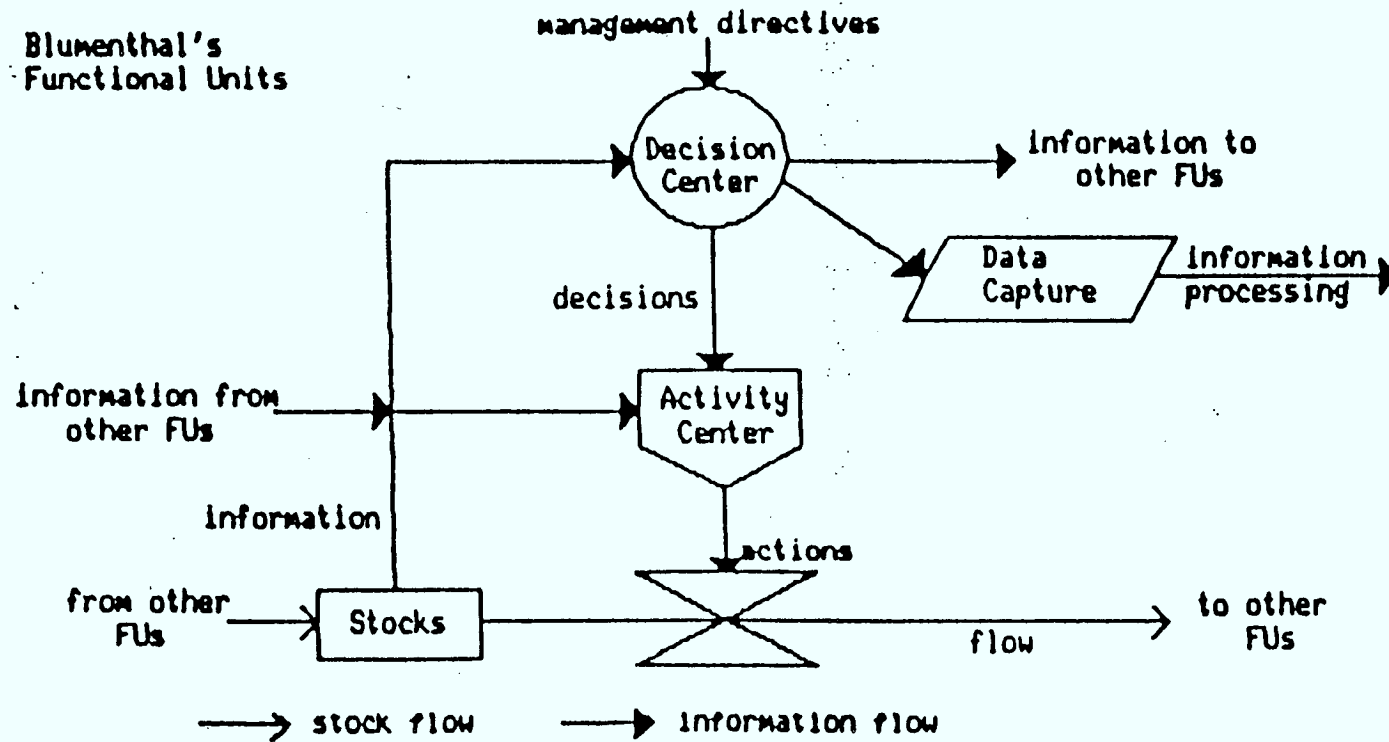 Blumenthal's
Functional Units
management directives
Decision
Center
information to
other FUs
Data
Capture
information
processing
decisions
information from
other FUs
Activity
Center
information
actions
from other
FUs
Stocks
flow
to other
FUs
stock flow
information flow